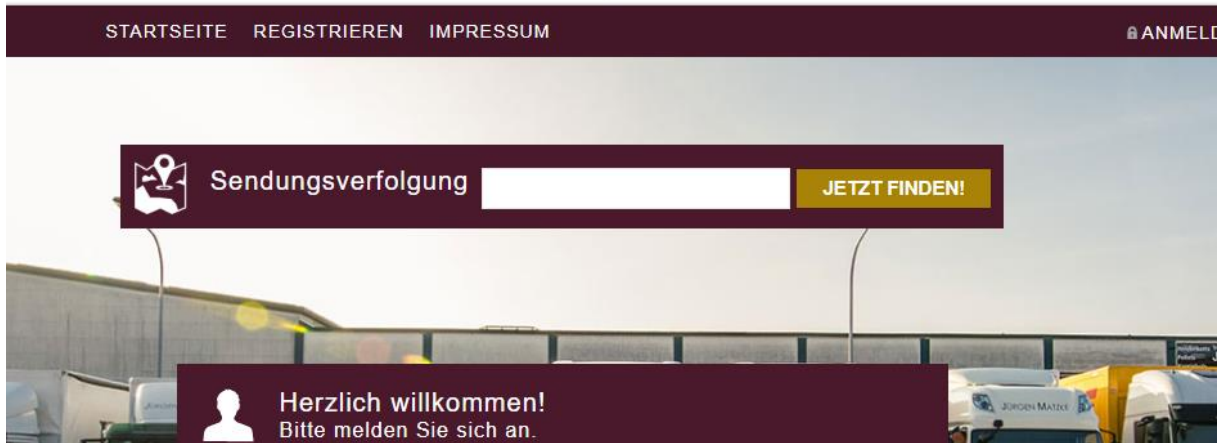 STARTSEITE REGISTRIEREN IMPRESSUM ANMELD
Sendungsverfolgung JETZT FINDEN!
Herzlich willkommen!
Bitte melden Sie sich an.
JÜRGEN MATZKE